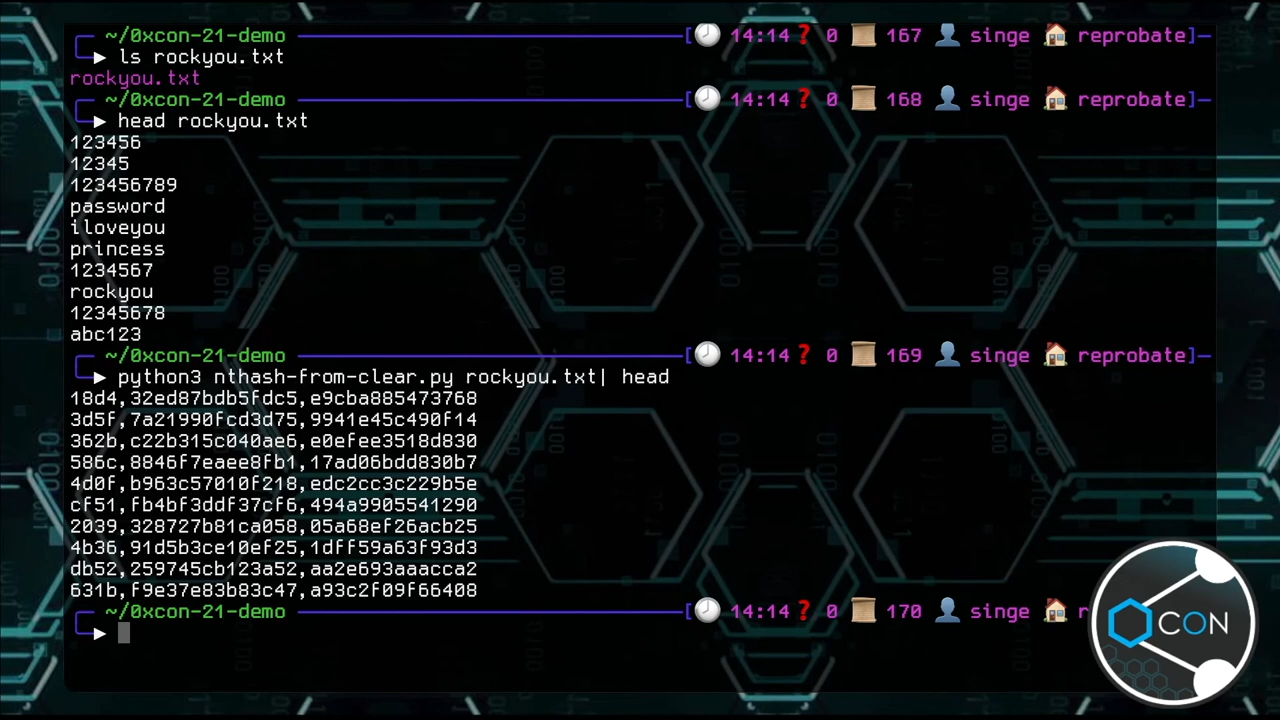 ~/0xcon-21-demo [ 14:14 ❓ 0 📜 167 👤 singe 🏠 reprobate]
▶ ls rockyou.txt
rockyou.txt
~/0xcon-21-demo [ 14:14 ❓ 0 📜 168 👤 singe 🏠 reprobate]
▶ head rockyou.txt
123456
12345
123456789
password
iloveyou
princess
1234567
rockyou
12345678
abc123
~/0xcon-21-demo [ 14:14 ❓ 0 📜 169 👤 singe 🏠 reprobate]
▶ python3 nthash-from-clear.py rockyou.txt| head
18d4,32ed87bdb5fdc5,e9cba885473768
3d5f,7a21990fcd3d75,9941e45c490f14
362b,c22b315c040ae6,e0efee3518d830
586c,8846f7eaee8fb1,17ad06bdd830b7
4d0f,b963c57010f218,edc2cc3c229b5e
cf51,fb4bf3ddf37cf6,494a9905541290
2039,328727b81ca058,05a68ef26acb25
4b36,91d5b3ce10ef25,1dff59a63f93d3
db52,259745cb123a52,aa2e693aaacca2
631b,f9e37e83b83c47,a93c2f09f66408
~/0xcon-21-demo [ 14:14 ❓ 0 📜 170 👤 singe 🏠 r
▶
CON